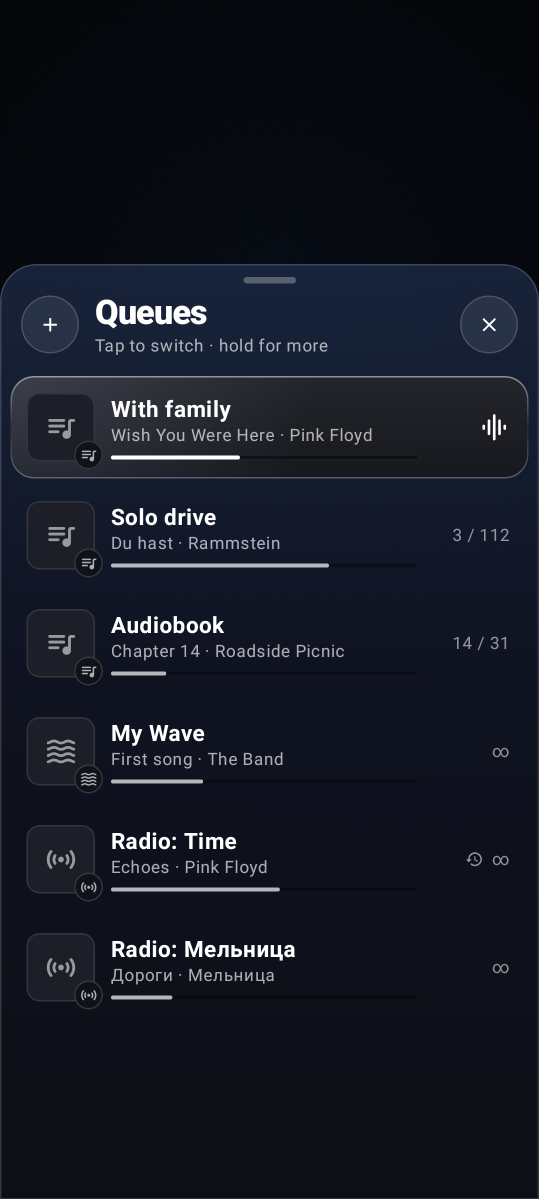 Queues
Tap to switch · hold for more
With family
Wish You Were Here · Pink Floyd
Solo drive
Du hast · Rammstein
3 / 112
Audiobook
Chapter 14 · Roadside Picnic
14 / 31
My Wave
First song · The Band
∞
Radio: Time
Echoes · Pink Floyd
∞
Radio: Мельница
Дороги · Мельница
∞